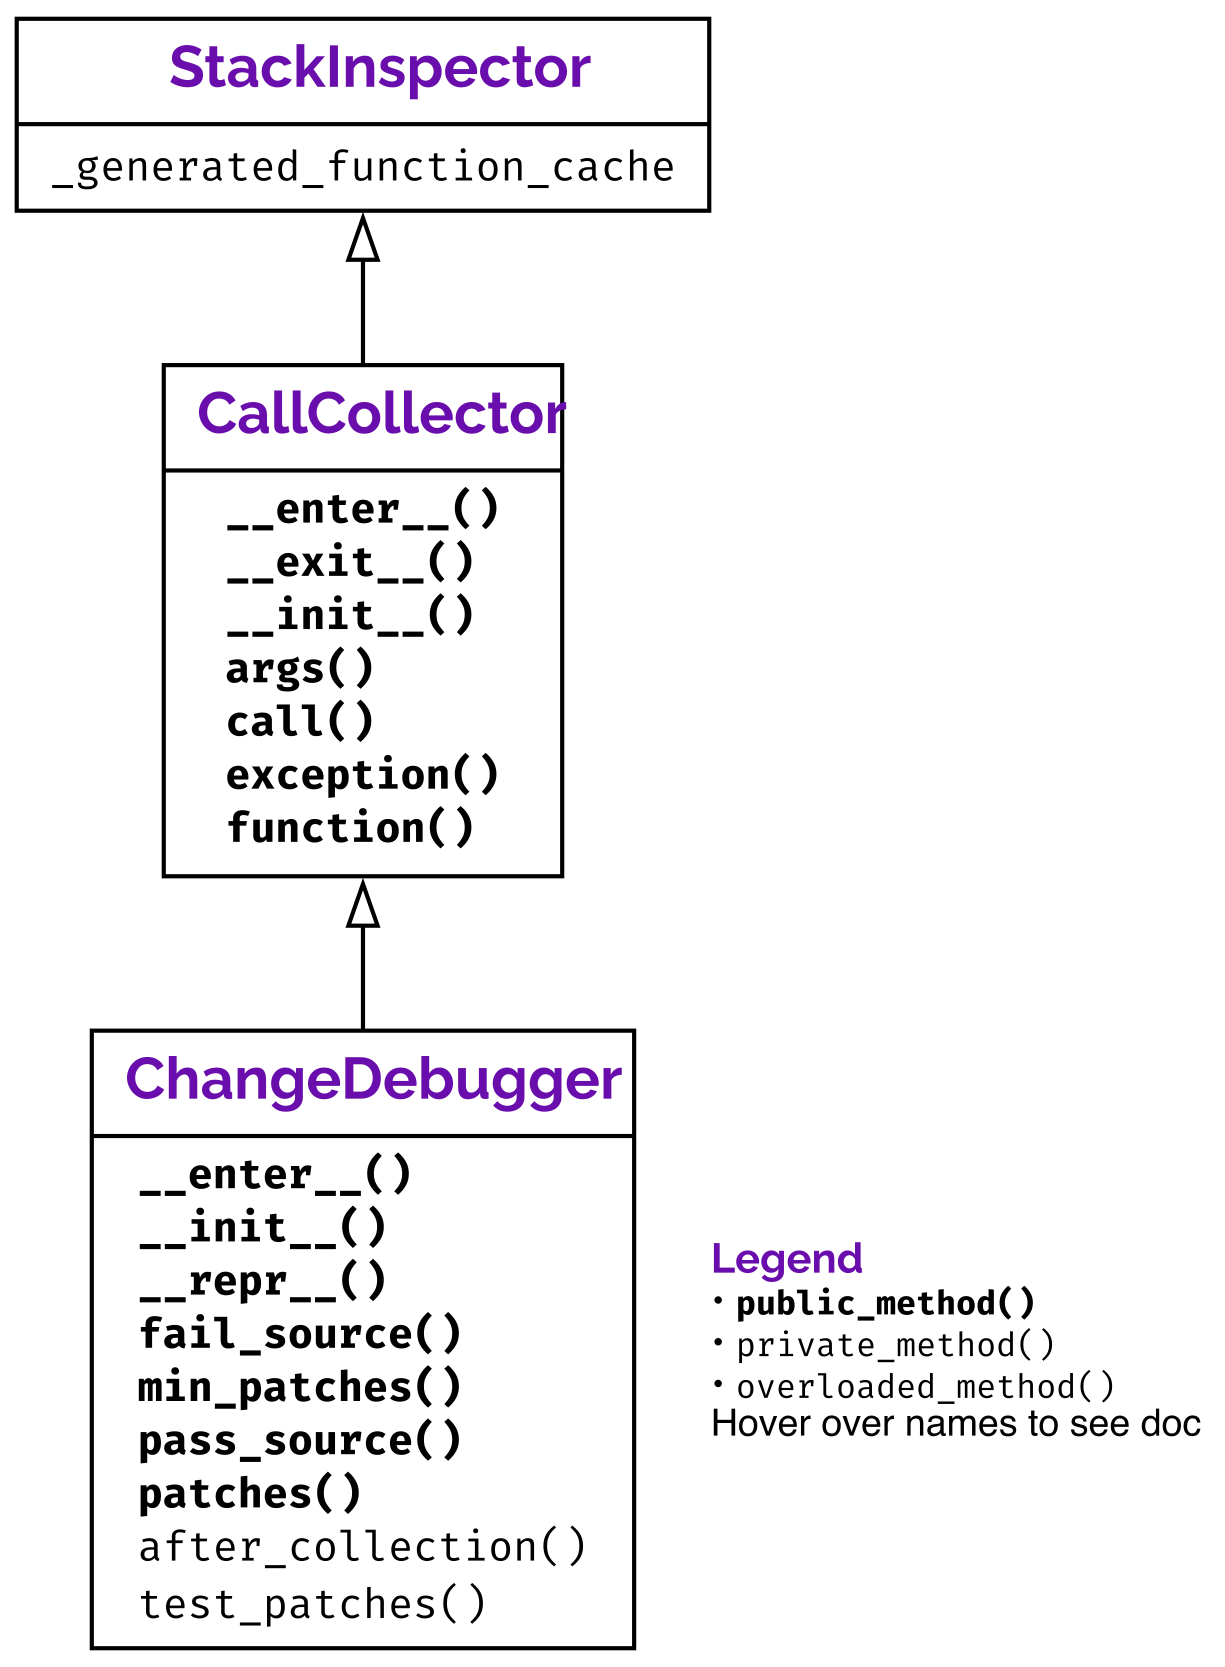 StackInspector
_generated_function_cache
CallCollector
__enter__()
__exit__()
__init__()
args()
call()
exception()
function()
ChangeDebugger
__enter__()
__init__()
__repr__()
fail_source()
min_patches()
pass_source()
patches()
after_collection()
test_patches()
Legend
• public_method()
• private_method()
• overloaded_method()
Hover over names to see doc